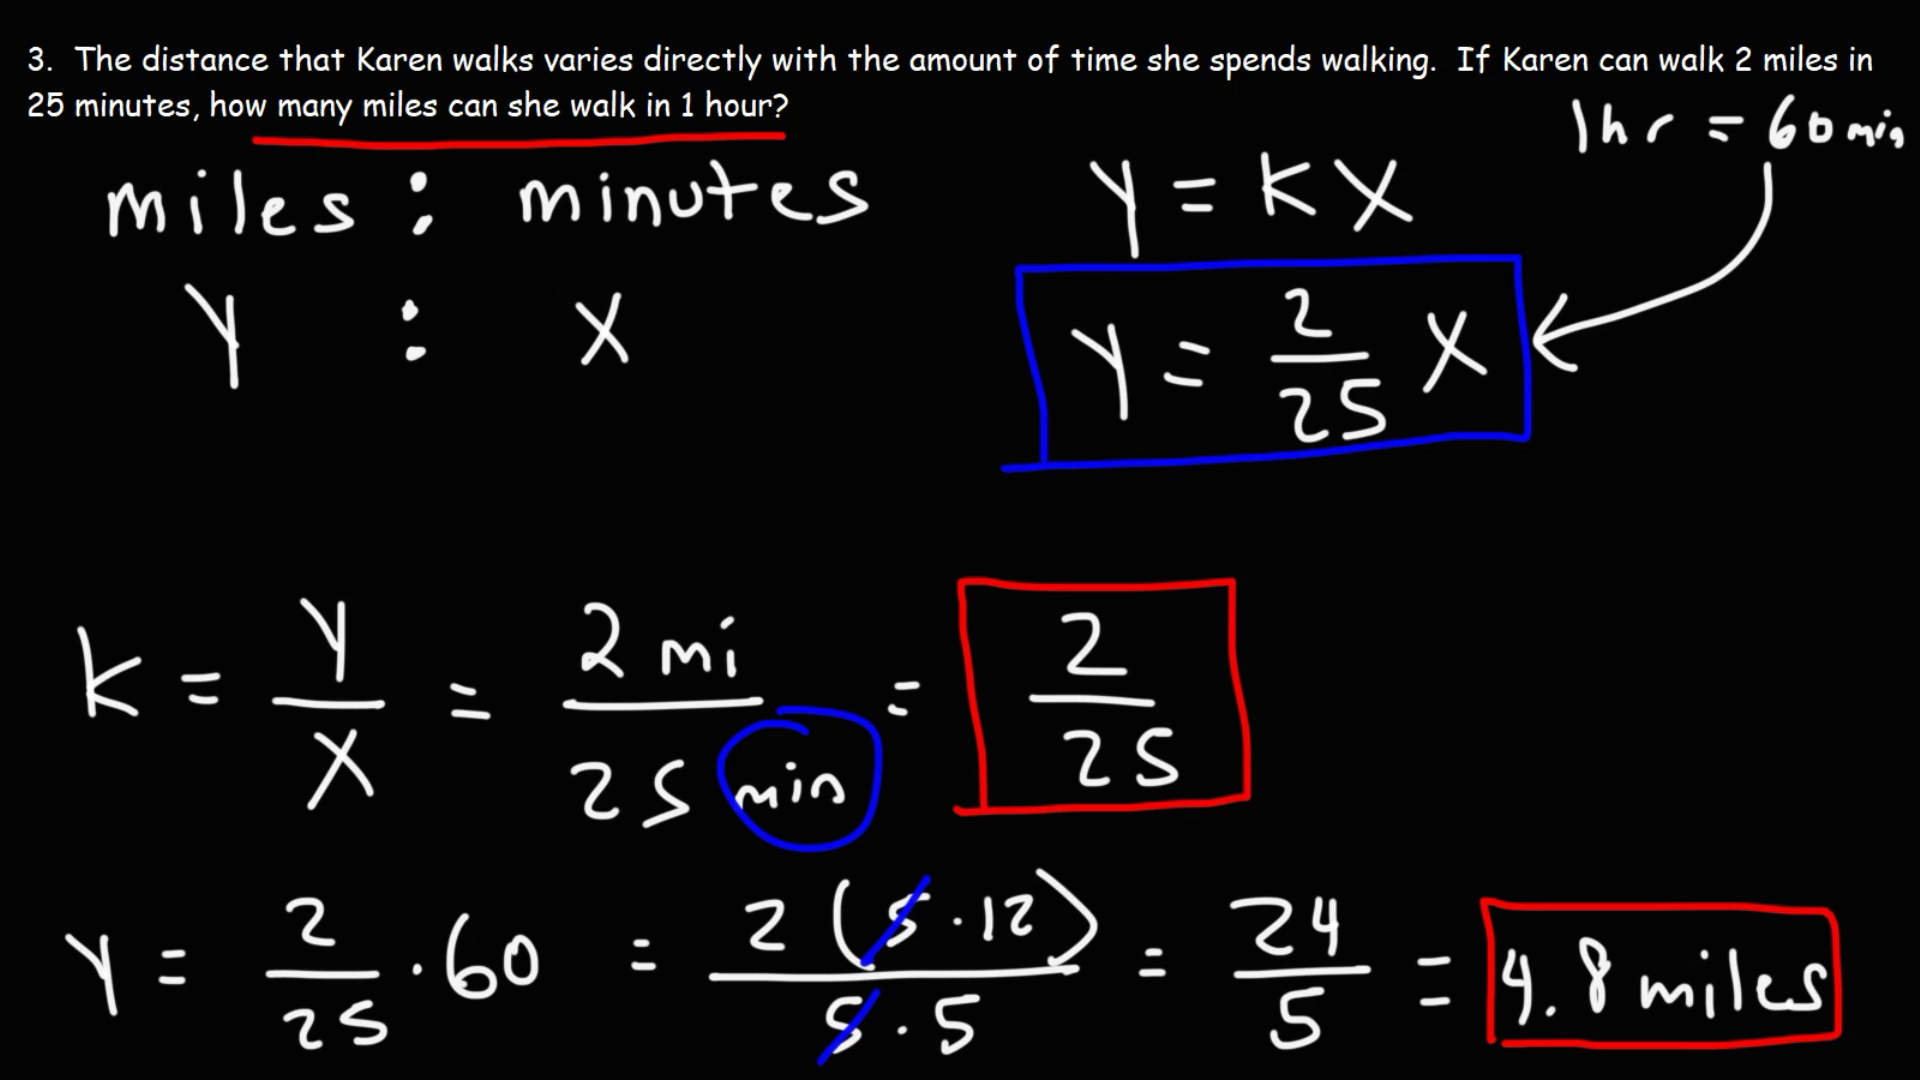 3. The distance that Karen walks varies directly with the amount of time she spends walking. If Karen can walk 2 miles in
25 minutes, how many miles can she walk in 1 hour?
1hr = 60 min
miles : minutes
Y = KX
Y : X
Y = 2/25 X
K = Y/X = 2 mi/25 min = 2/25
Y = 2/25 · 60 = 2(5·12)/5·5 = 24/5 = 4.8 miles